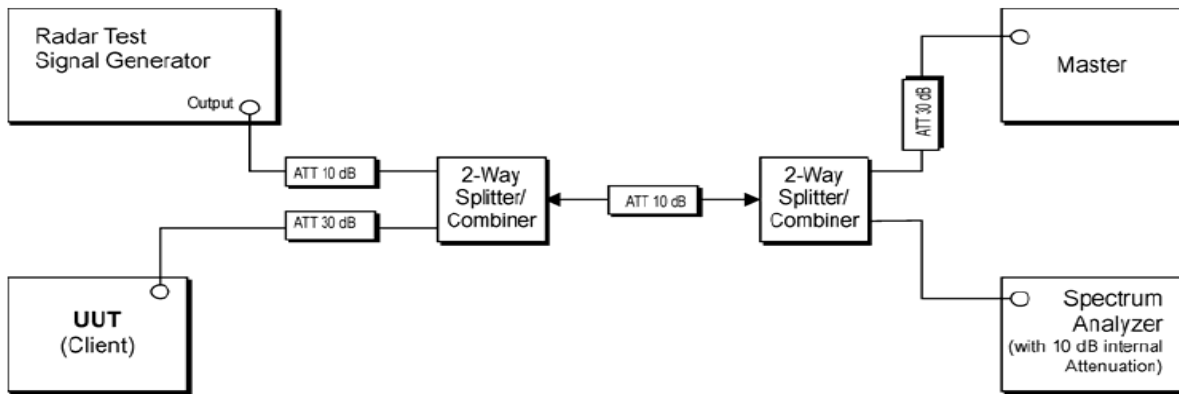 Radar Test
Signal Generator
Output
ATT 10 dB
2-Way
Splitter/
Combiner
ATT 30 dB
UUT
(Client)
ATT 10 dB
2-Way
Splitter/
Combiner
ATT 30 dB
Master
Spectrum
Analyzer
(with 10 dB internal
Attenuation)